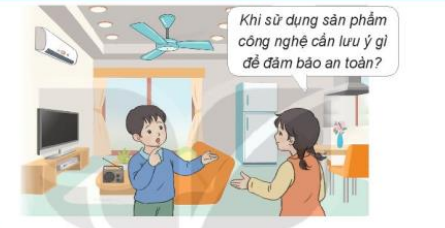 Khi sử dụng sản phẩm
công nghệ cần lưu ý gì
để đảm bảo an toàn?